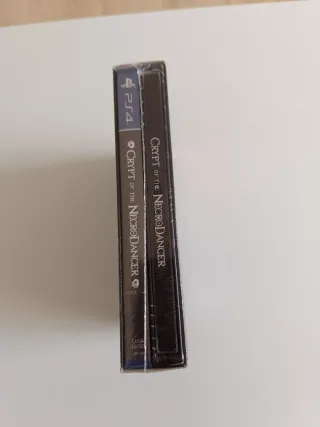 PS4
CRYPT OF THE NECRODANCER
CRYPT OF THE NECRODANCER